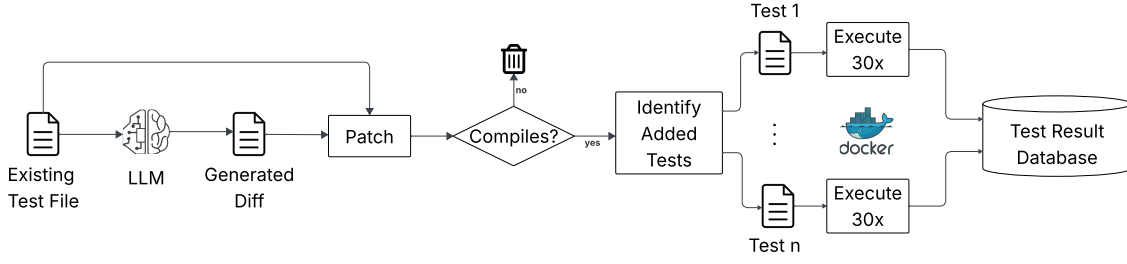 Existing
Test File
LLM
Generated
Diff
Patch
Compiles?
no
yes
Identify
Added
Tests
Test 1
Execute
30x
docker
Test n
Execute
30x
Test Result
Database